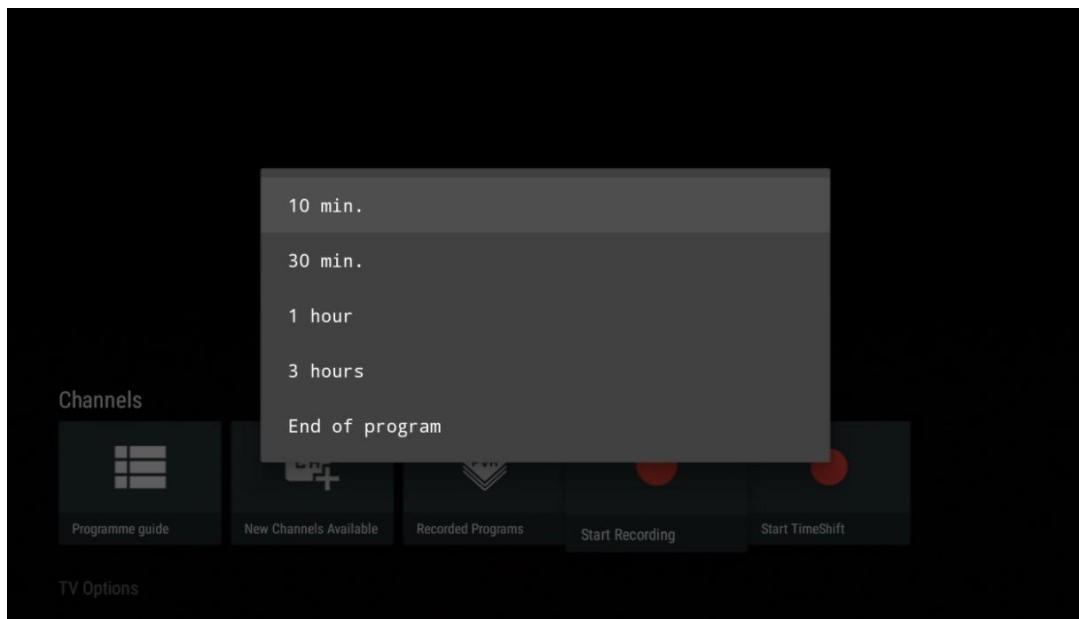 10 min.
30 min.
1 hour
3 hours
End of program
Channels
Programme guide
New Channels Available
Recorded Programs
Start Recording
Start TimeShift
TV Options